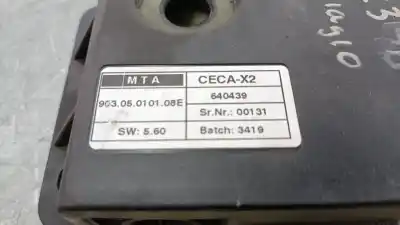 MTA
CECA-X2
903.05.0101.08E
640439
Sr.Nr.: 00131
SW: 5.60
Batch: 3419